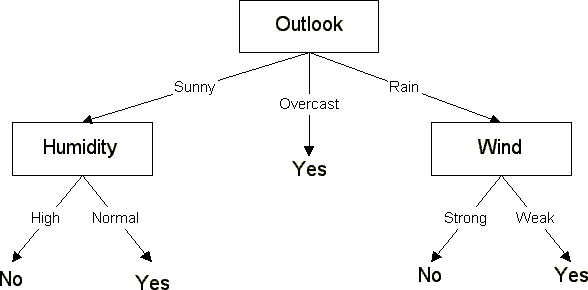 Outlook
Sunny
Overcast
Rain
Humidity
Yes
Wind
High
Normal
Strong
Weak
No
Yes
No
Yes